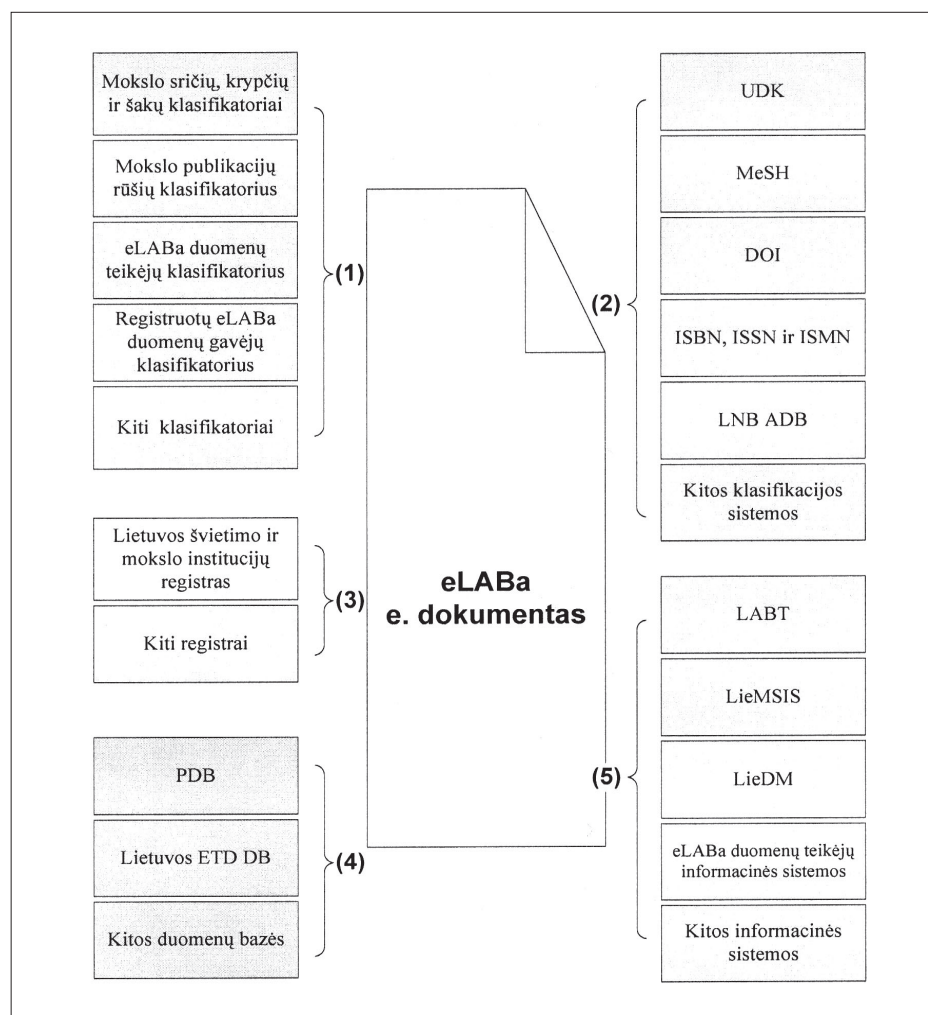 Mokslo sričių, krypčių
ir šakų klasifikatoriai
Mokslo publikacijų
rūšių klasifikatorius
eLABa duomenų
teikėjų klasifikatorius
Registruotų eLABa
duomenų gavėjų
klasifikatorius
Kiti klasifikatoriai
(1)
Lietuvos švietimo ir
mokslo institucijų
registras
Kiti registrai
(3)
PDB
Lietuvos ETD DB
Kitos duomenų bazės
(4)
eLABa
e. dokumentas
(2)
UDK
MeSH
DOI
ISBN, ISSN ir ISMN
LNB ADB
Kitos klasifikacijos
sistemos
(5)
LABT
LieMSIS
LieDM
eLABa duomenų teikėjų
informacinės sistemos
Kitos informacinės
sistemos